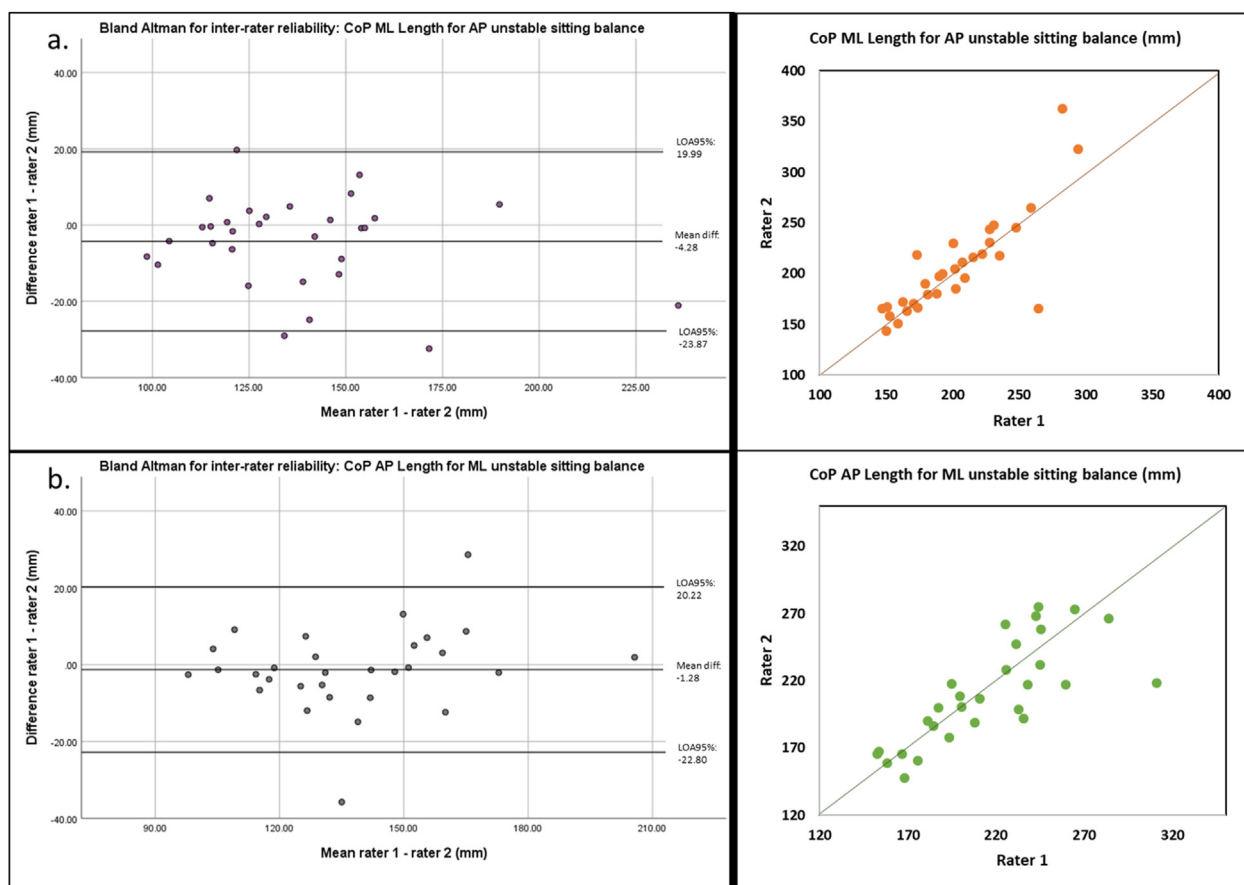 a.
Bland Altman for inter-rater reliability: CoP ML Length for AP unstable sitting balance
Difference rater 1 - rater 2 (mm)
40.00
20.00
.00
-20.00
-40.00
LOA95%:
19.99
Mean diff:
-4.28
LOA95%:
-23.87
100.00 125.00 150.00 175.00 200.00 225.00
Mean rater 1 - rater 2 (mm)
CoP ML Length for AP unstable sitting balance (mm)
Rater 2
400
350
300
250
200
150
100
100 150 200 250 300 350 400
Rater 1
b.
Bland Altman for inter-rater reliability: CoP AP Length for ML unstable sitting balance
Difference rater 1 - rater 2 (mm)
40.00
20.00
.00
-20.00
-40.00
LOA95%:
20.22
Mean diff:
-1.28
LOA95%:
-22.80
90.00 120.00 150.00 180.00 210.00
Mean rater 1 - rater 2 (mm)
CoP AP Length for ML unstable sitting balance (mm)
Rater 2
320
270
220
170
120
120 170 220 270 320
Rater 1